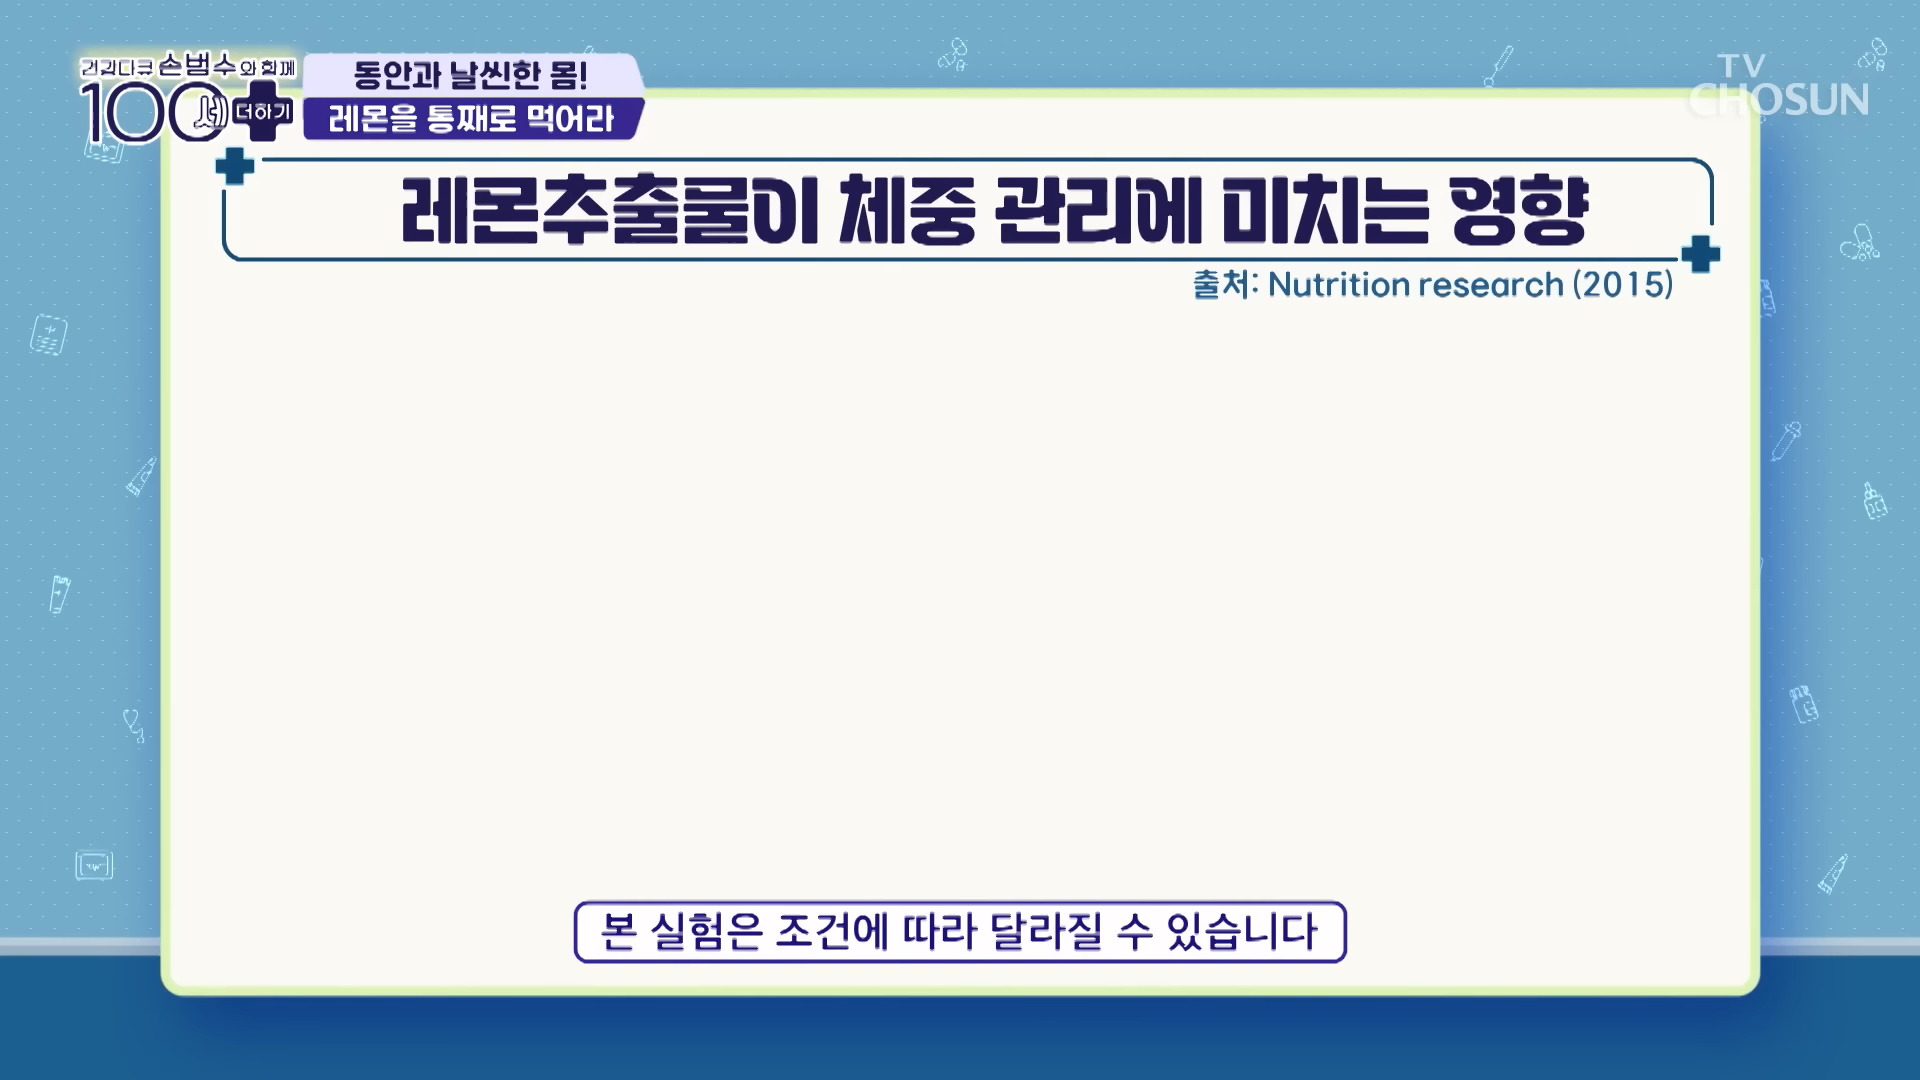 건강다큐 손범수와 함께
100세 더하기
동안과 날씬한 몸!
레몬을 통째로 먹어라
TV
CHOSUN
레몬추출물이 체중 관리에 미치는 영향
출처: Nutrition research (2015)
본 실험은 조건에 따라 달라질 수 있습니다